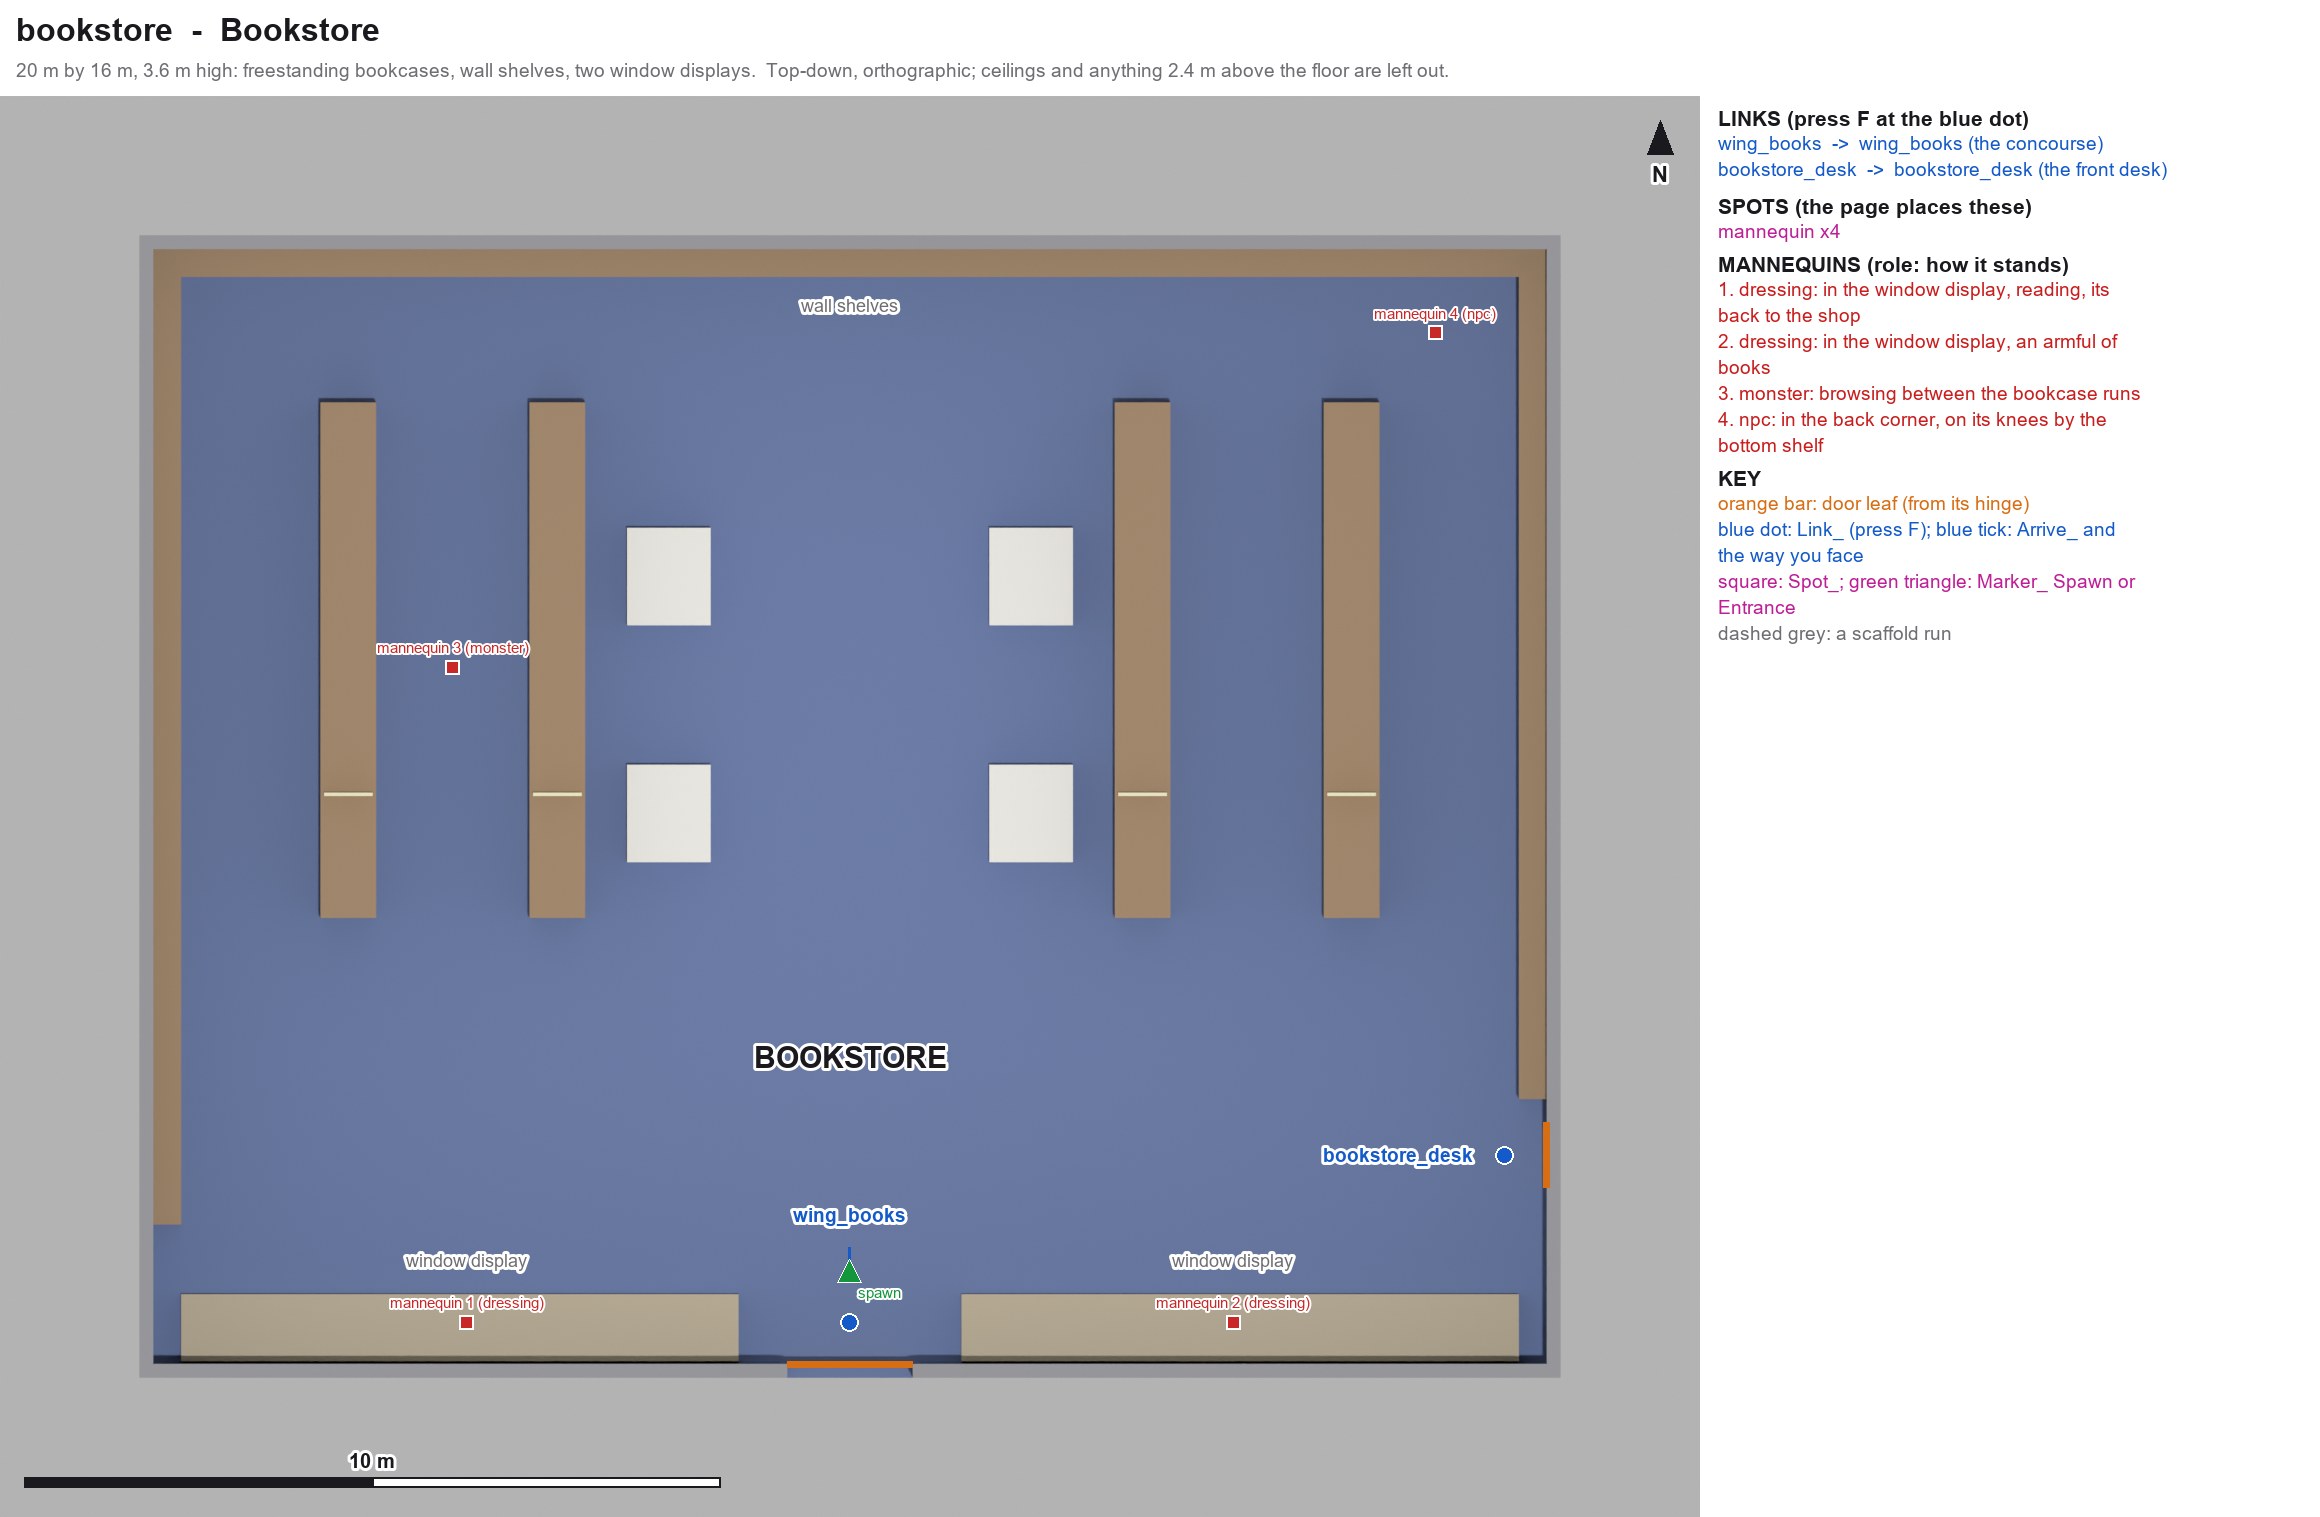 bookstore - Bookstore
20 m by 16 m, 3.6 m high: freestanding bookcases, wall shelves, two window displays. Top-down, orthographic; ceilings and anything 2.4 m above the floor are left out.
N
wall shelves
mannequin 4 (npc)
mannequin 3 (monster)
BOOKSTORE
bookstore_desk
wing_books
window display
window display
spawn
mannequin 1 (dressing)
mannequin 2 (dressing)
10 m
LINKS (press F at the blue dot)
wing_books -> wing_books (the concourse)
bookstore_desk -> bookstore_desk (the front desk)
SPOTS (the page places these)
mannequin x4
MANNEQUINS (role: how it stands)
1. dressing: in the window display, reading, its
back to the shop
2. dressing: in the window display, an armful of
books
3. monster: browsing between the bookcase runs
4. npc: in the back corner, on its knees by the
bottom shelf
KEY
orange bar: door leaf (from its hinge)
blue dot: Link_ (press F); blue tick: Arrive_ and
the way you face
square: Spot_; green triangle: Marker_ Spawn or
Entrance
dashed grey: a scaffold run